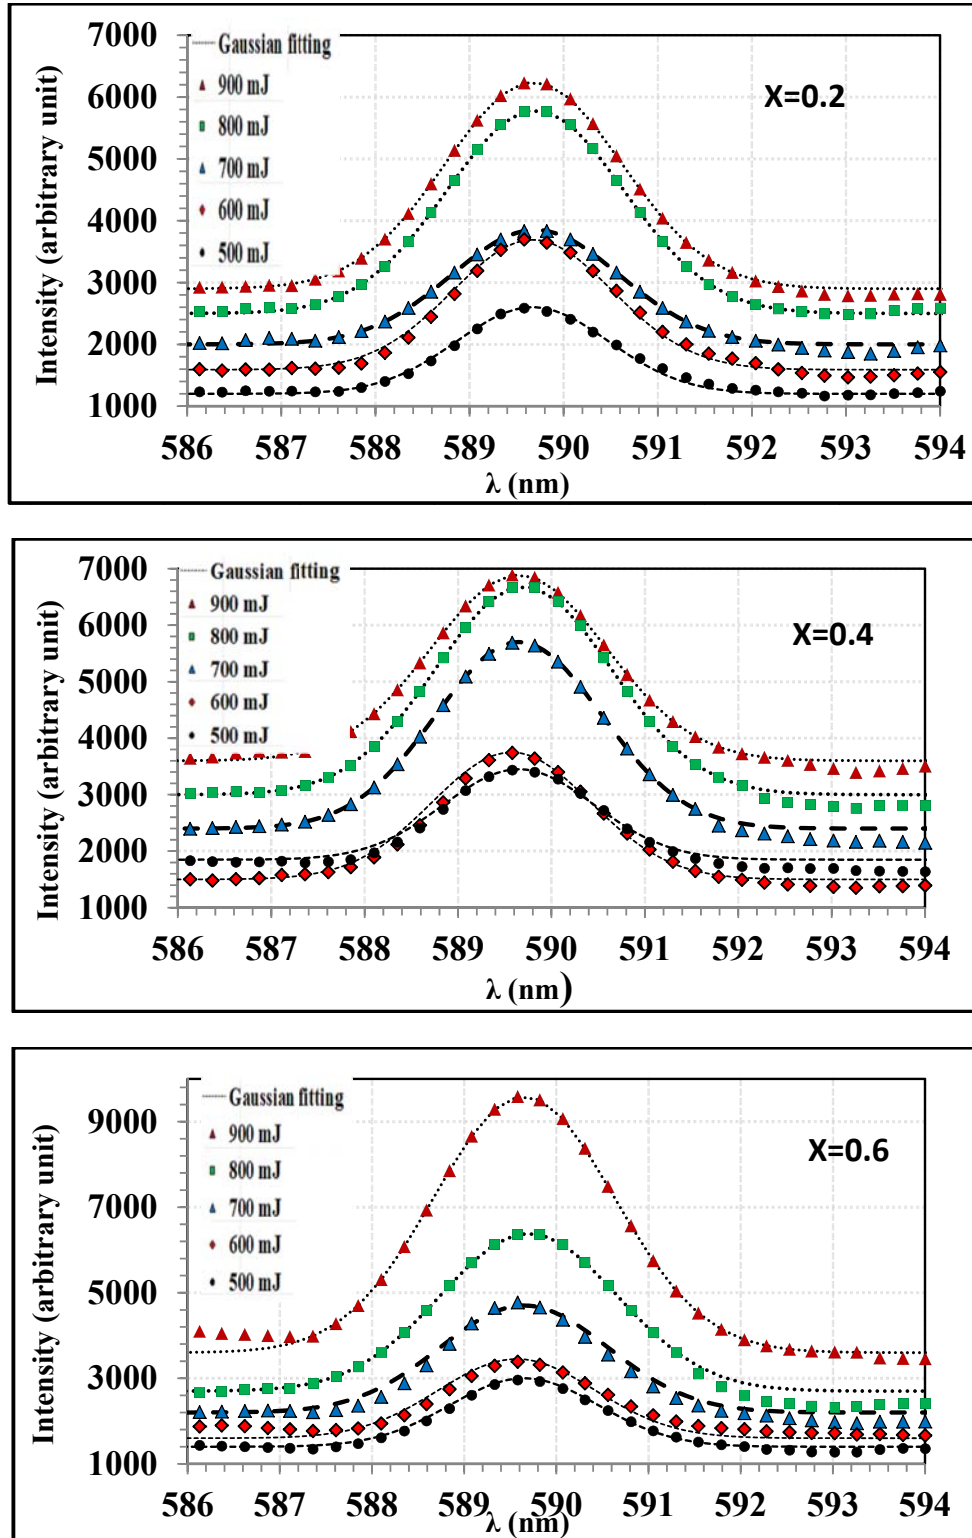 7000
6000
5000
4000
3000
2000
1000
Intensity (arbitrary unit)
Gaussian fitting
900 mJ
800 mJ
700 mJ
600 mJ
500 mJ
X=0.2
586 587 588 589 590 591 592 593 594
λ (nm)
7000
6000
5000
4000
3000
2000
1000
Intensity (arbitrary unit)
Gaussian fitting
900 mJ
800 mJ
700 mJ
600 mJ
500 mJ
X=0.4
586 587 588 589 590 591 592 593 594
λ (nm)
9000
7000
5000
3000
1000
Intensity (arbitrary unit)
Gaussian fitting
900 mJ
800 mJ
700 mJ
600 mJ
500 mJ
X=0.6
586 587 588 589 590 591 592 593 594
λ (nm)